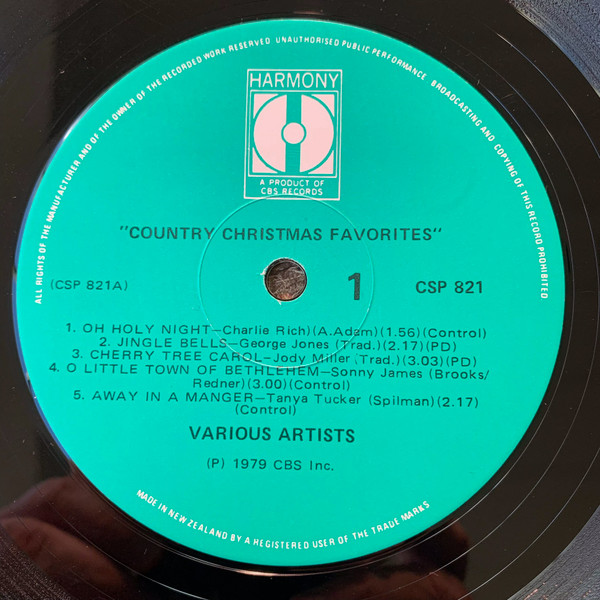 ALL RIGHTS OF THE MANUFACTURER AND OF THE OWNER OF THE RECORDED WORK RESERVED UNAUTHORISED PUBLIC PERFORMANCE BROADCASTING AND COPYING OF THIS RECORD PROHIBITED
HARMONY
A PRODUCT OF
CBS RECORDS
"COUNTRY CHRISTMAS FAVORITES"
(CSP 821A)
1
CSP 821
1. OH HOLY NIGHT—Charlie Rich)(A.Adam)(1.56)(Control)
2. JINGLE BELLS—George Jones (Trad.)(2.17)(PD)
3. CHERRY TREE CAROL—Jody Miller(Trad.)(3.03)(PD)
4. O LITTLE TOWN OF BETHLEHEM—Sonny James (Brooks/
Redner)(3.00)(Control)
5. AWAY IN A MANGER—Tanya Tucker (Spilman)(2.17)
(Control)
VARIOUS ARTISTS
(P) 1979 CBS Inc.
MADE IN NEW ZEALAND BY A REGISTERED USER OF THE TRADE MARKS